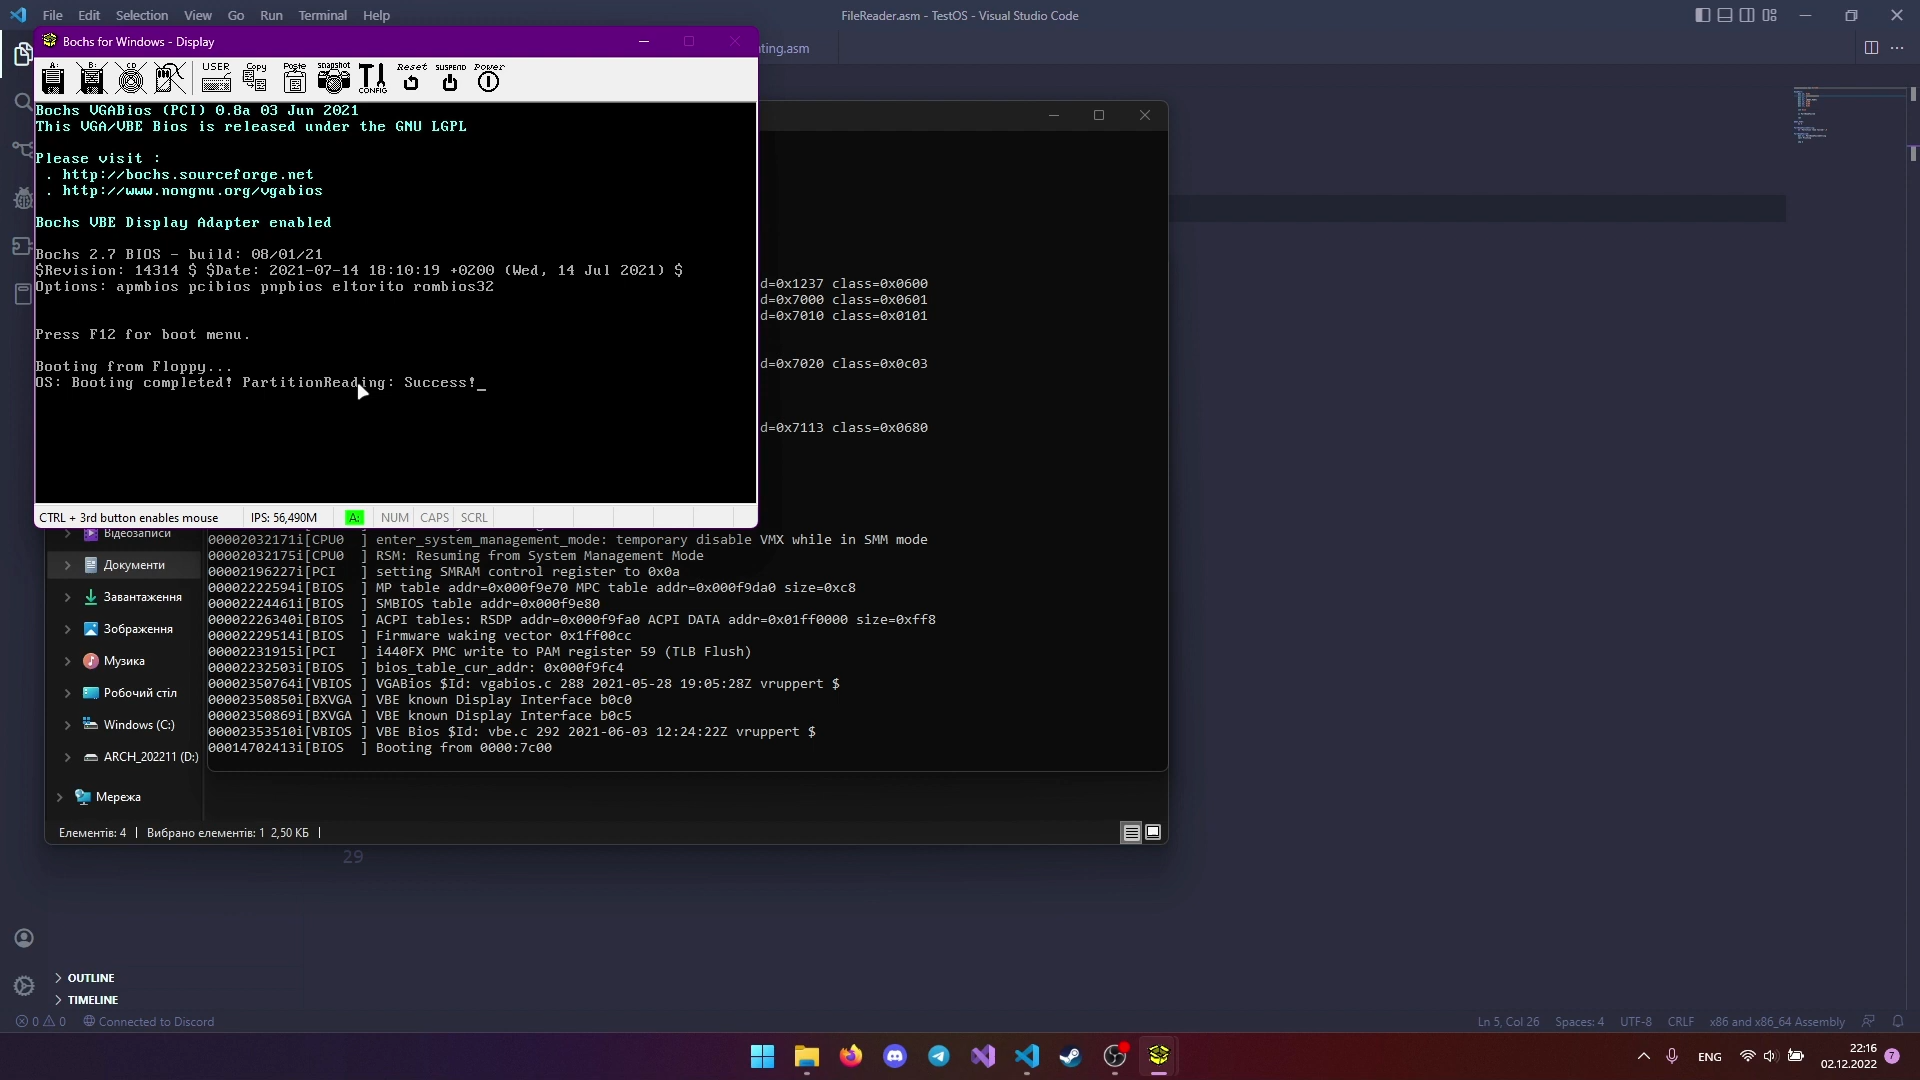 File Edit Selection View Go Run Terminal Help
FileReader.asm - TestOS - Visual Studio Code
Bochs for Windows - Display
ting.asm
A: B: CD USER Copy Paste Snapshot CONFIG Reset SUSPEND Power
Bochs VGABios (PCI) 0.8a 03 Jun 2021
This VGA/VBE Bios is released under the GNU LGPL
Please visit :
. http://bochs.sourceforge.net
. http://www.nongnu.org/vgabios
Bochs VBE Display Adapter enabled
Bochs 2.7 BIOS - build: 08/01/21
$Revision: 14314 $ $Date: 2021-07-14 18:10:19 +0200 (Wed, 14 Jul 2021) $
Options: apmbios pcibios pnpbios eltorito rombios32
Press F12 for boot menu.
Booting from Floppy...
OS: Booting completed! PartitionReading: Success!_
CTRL + 3rd button enables mouse IPS: 56,490M A: NUM CAPS SCRL
d=0x1237 class=0x0600
d=0x7000 class=0x0601
d=0x7010 class=0x0101
d=0x7020 class=0x0c03
d=0x7113 class=0x0680
00002032171i[CPU0 ] enter_system_management_mode: temporary disable VMX while in SMM mode
00002032175i[CPU0 ] RSM: Resuming from System Management Mode
00002196227i[PCI ] setting SMRAM control register to 0x0a
00002222594i[BIOS ] MP table addr=0x000f9e70 MPC table addr=0x000f9da0 size=0xc8
00002224461i[BIOS ] SMBIOS table addr=0x000f9e80
00002226340i[BIOS ] ACPI tables: RSDP addr=0x000f9fa0 ACPI DATA addr=0x01ff0000 size=0xff8
00002229514i[BIOS ] Firmware waking vector 0x1ff00cc
00002231915i[PCI ] i440FX PMC write to PAM register 59 (TLB Flush)
00002232503i[BIOS ] bios_table_cur_addr: 0x000f9fc4
00002350764i[VBIOS ] VGABios $Id: vgabios.c 288 2021-05-28 19:05:28Z vruppert $
00002350850i[BXVGA ] VBE known Display Interface b0c0
00002350869i[BXVGA ] VBE known Display Interface b0c5
00002353510i[VBIOS ] VBE Bios $Id: vbe.c 292 2021-06-03 12:24:22Z vruppert $
00014702413i[BIOS ] Booting from 0000:7c00
Відеозаписи
Документи
Завантаження
Зображення
Музика
Робочий стіл
Windows (C:)
ARCH_202211 (D:)
Мережа
Елементів: 4 Вибрано елементів: 1 2,50 КБ
29
OUTLINE
TIMELINE
0 0 Connected to Discord
Ln 5, Col 26 Spaces: 4 UTF-8 CRLF x86 and x86_64 Assembly
ENG 22:16 7
02.12.2022